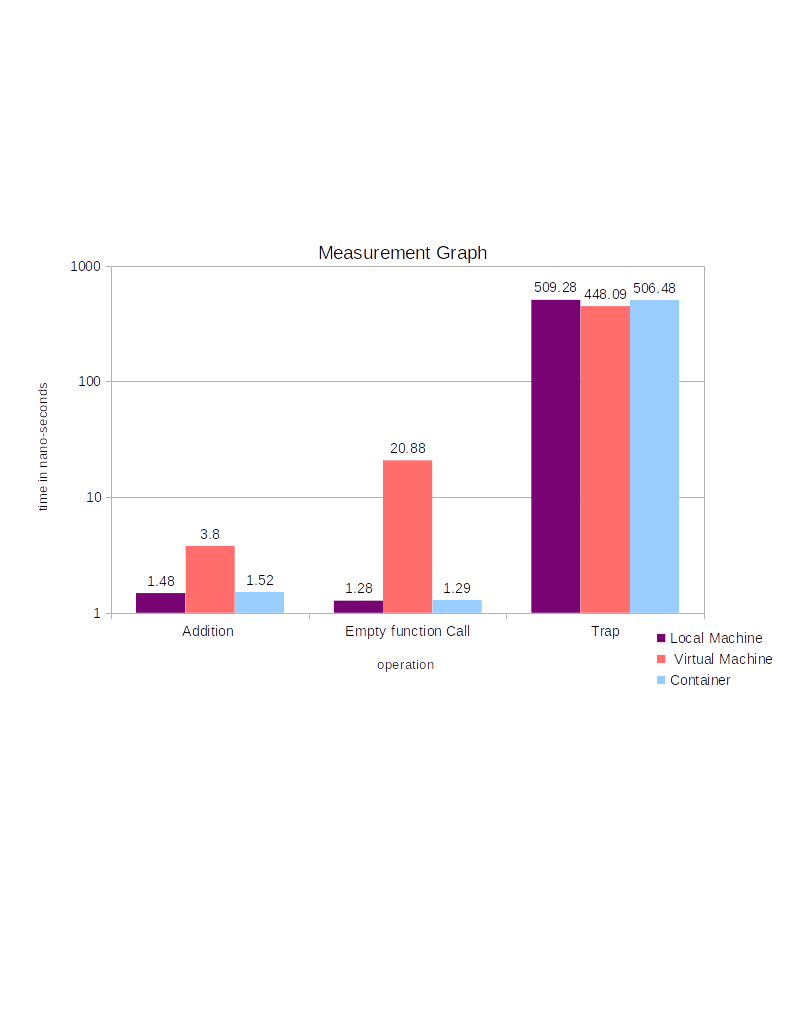 Measurement Graph
1000
100
10
1
time in nano-seconds
509.28
448.09
506.48
20.88
3.8
1.48
1.52
1.28
1.29
Addition
Empty function Call
Trap
operation
Local Machine
Virtual Machine
Container